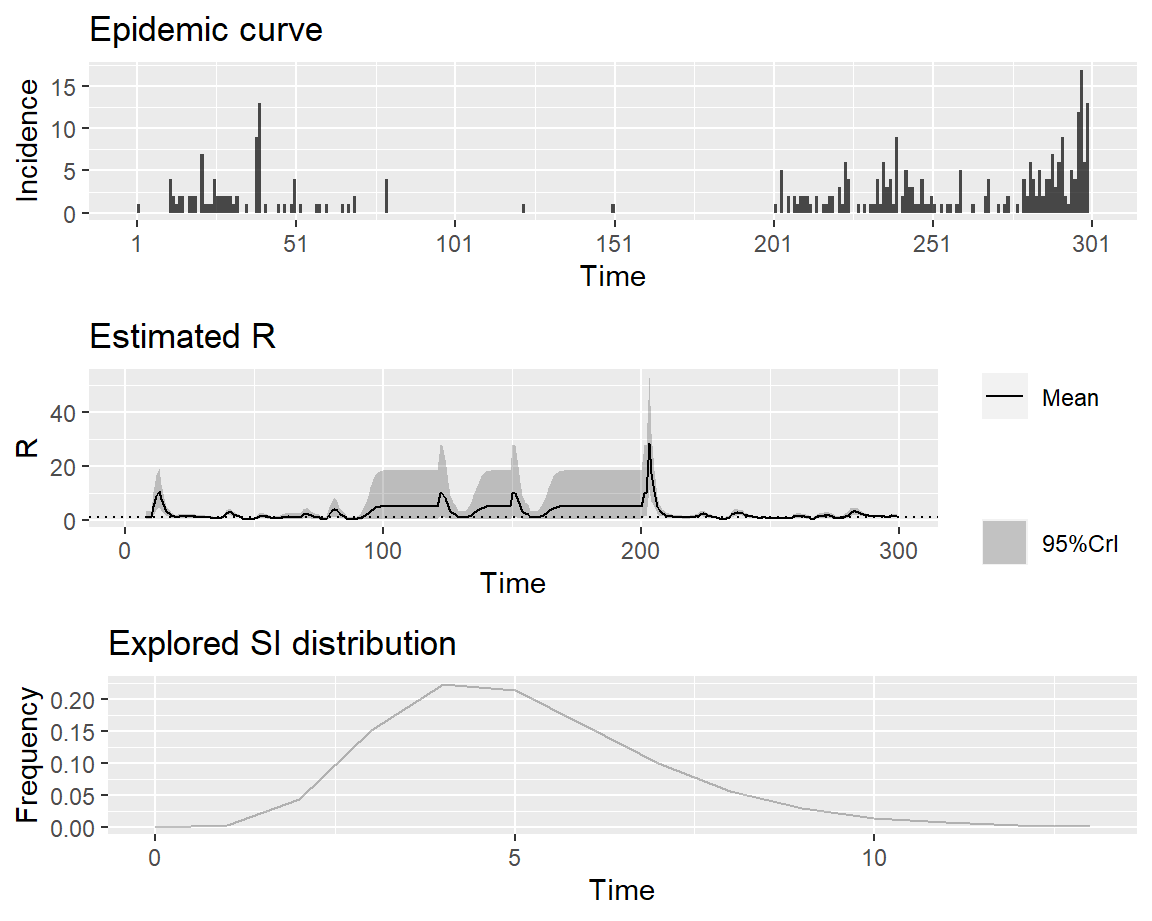 Epidemic curve
Incidence
15
10
5
0
1 51 101 151 201 251 301
Time
Estimated R
R
40
20
0
0 100 200 300
Time
Mean
95%CrI
Explored SI distribution
Frequency
0.20
0.15
0.10
0.05
0.00
0 5 10
Time